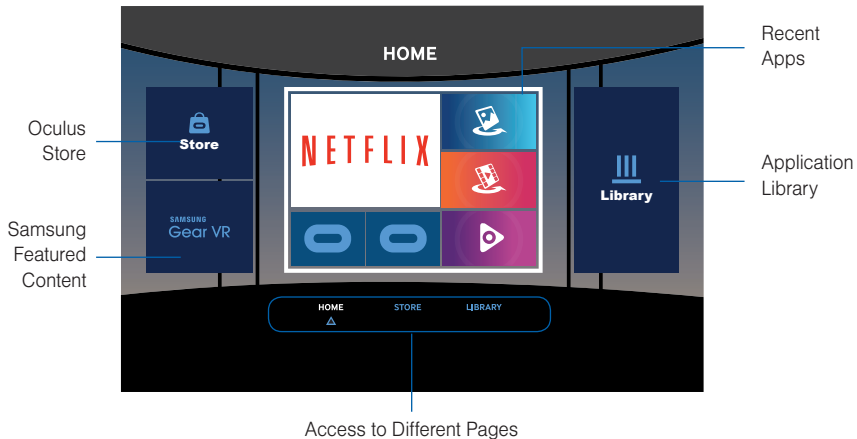 HOME
Recent
Apps
Oculus
Store
Store
NETFLIX
Application
Library
Library
Samsung
Featured
Content
SAMSUNG
Gear VR
HOME
STORE
LIBRARY
Access to Different Pages